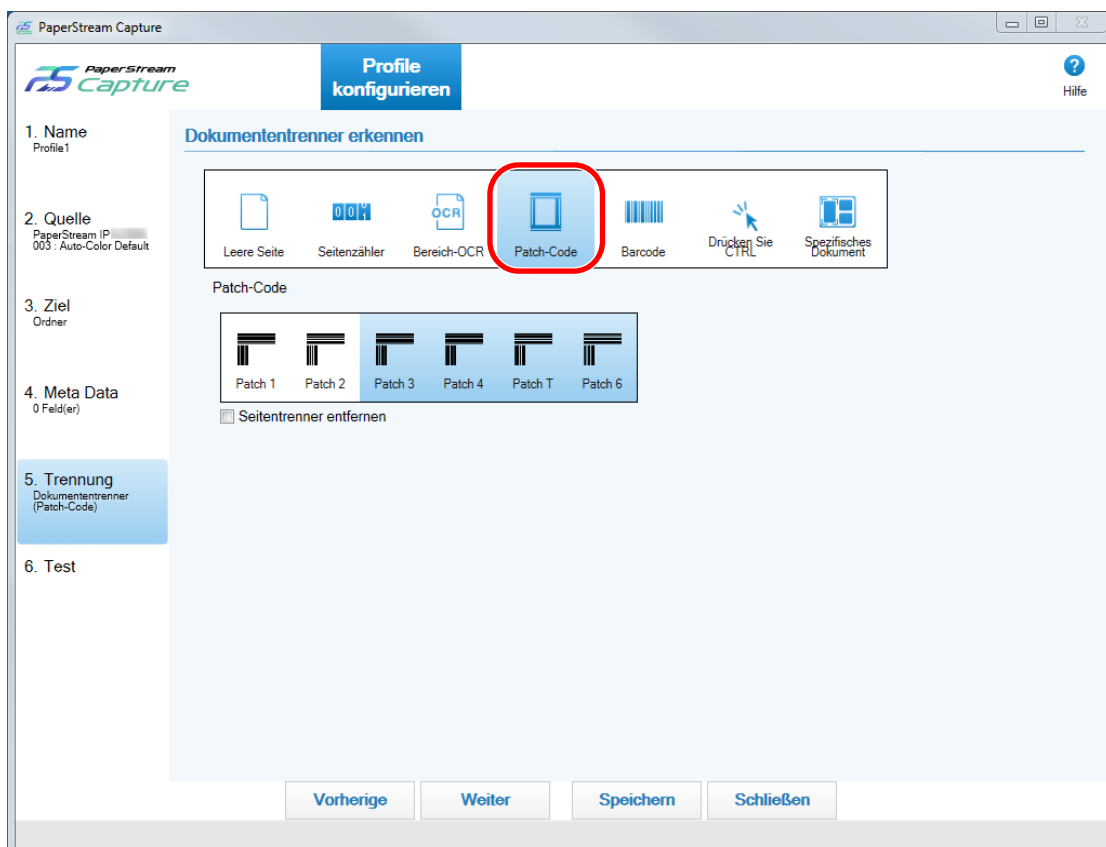 PaperStream Capture
PaperStream
Capture
Profile
konfigurieren
?
Hilfe
1. Name
Profile1
2. Quelle
PaperStream IP
003 : Auto-Color Default
3. Ziel
Ordner
4. Meta Data
0 Feld(er)
5. Trennung
Dokumententrenner
(Patch-Code)
6. Test
Dokumententrenner erkennen
Leere Seite
Seitenzähler
OCR
Bereich-OCR
Patch-Code
Barcode
Drücken Sie
CTRL
Spezifisches
Dokument
Patch-Code
Patch 1
Patch 2
Patch 3
Patch 4
Patch T
Patch 6
Seitentrenner entfernen
Vorherige
Weiter
Speichern
Schließen